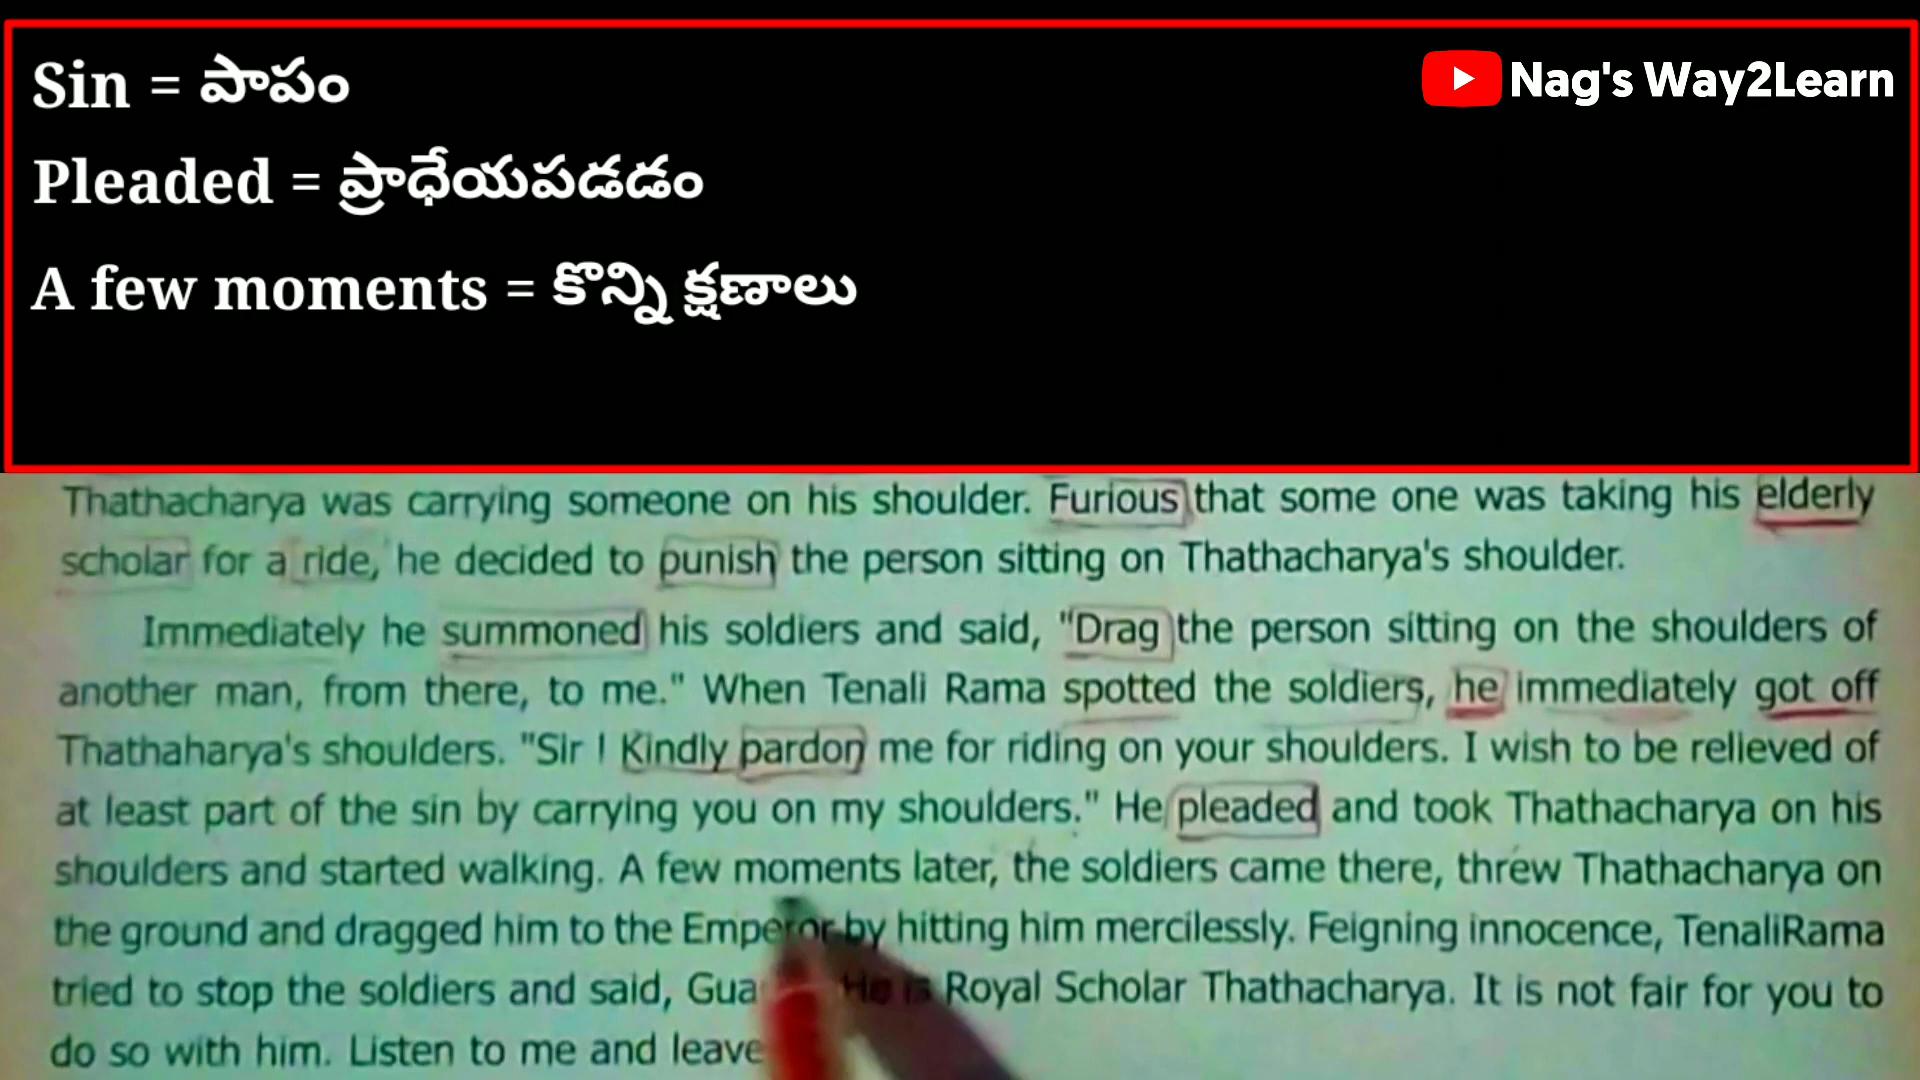 Sin = పాపం
Nag's Way2Learn
Pleaded = ప్రాధేయపడడం
A few moments = కొన్ని క్షణాలు
Thathacharya was carrying someone on his shoulder. Furious that some one was taking his elderly
scholar for a ride, he decided to punish the person sitting on Thathacharya's shoulder.
Immediately he summoned his soldiers and said, "Drag the person sitting on the shoulders of
another man, from there, to me." When Tenali Rama spotted the soldiers, he immediately got off
Thathaharya's shoulders. "Sir ! Kindly pardon me for riding on your shoulders. I wish to be relieved of
at least part of the sin by carrying you on my shoulders." He pleaded and took Thathacharya on his
shoulders and started walking. A few moments later, the soldiers came there, threw Thathacharya on
the ground and dragged him to the Emperor by hitting him mercilessly. Feigning innocence, TenaliRama
tried to stop the soldiers and said, He is Royal Scholar Thathacharya. It is not fair for you to
do so with him. Listen to me and leave